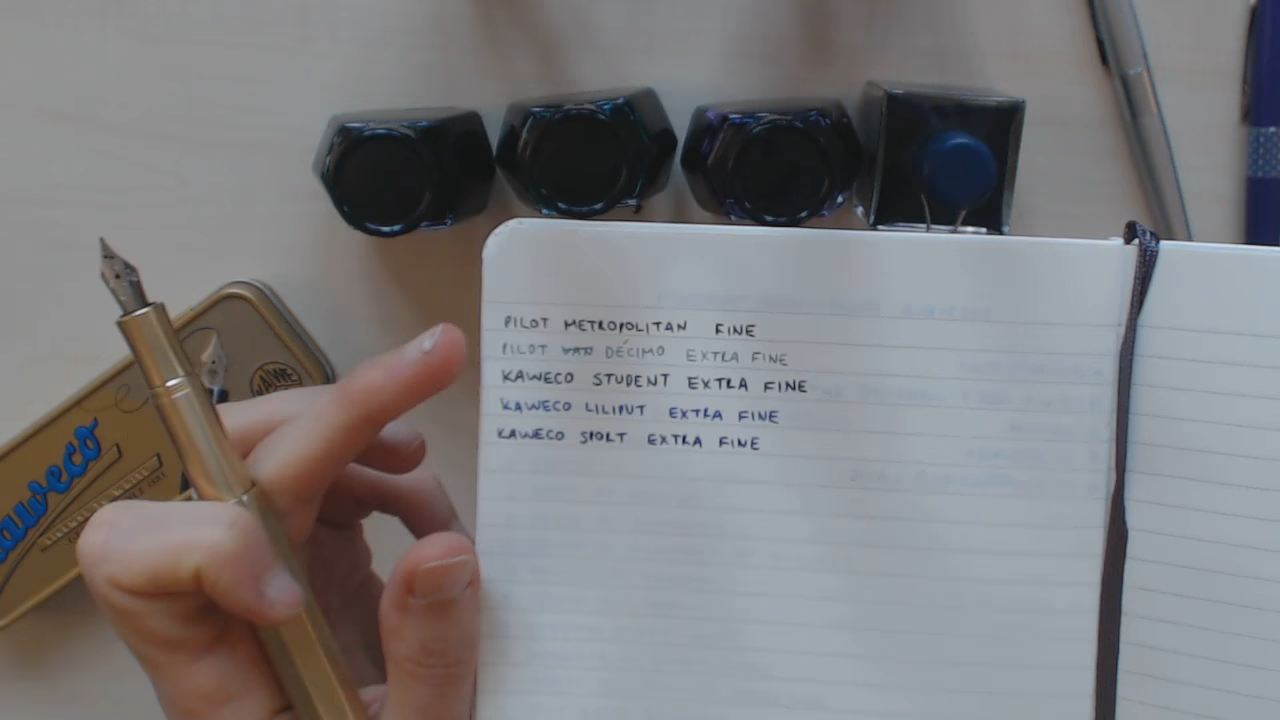 PILOT METROPOLITAN FINE
PILOT VAN DÉCIMO EXTRA FINE
KAWECO STUDENT EXTRA FINE
KAWECO LILIPUT EXTRA FINE
KAWECO SPORT EXTRA FINE
Kaweco
KAWE